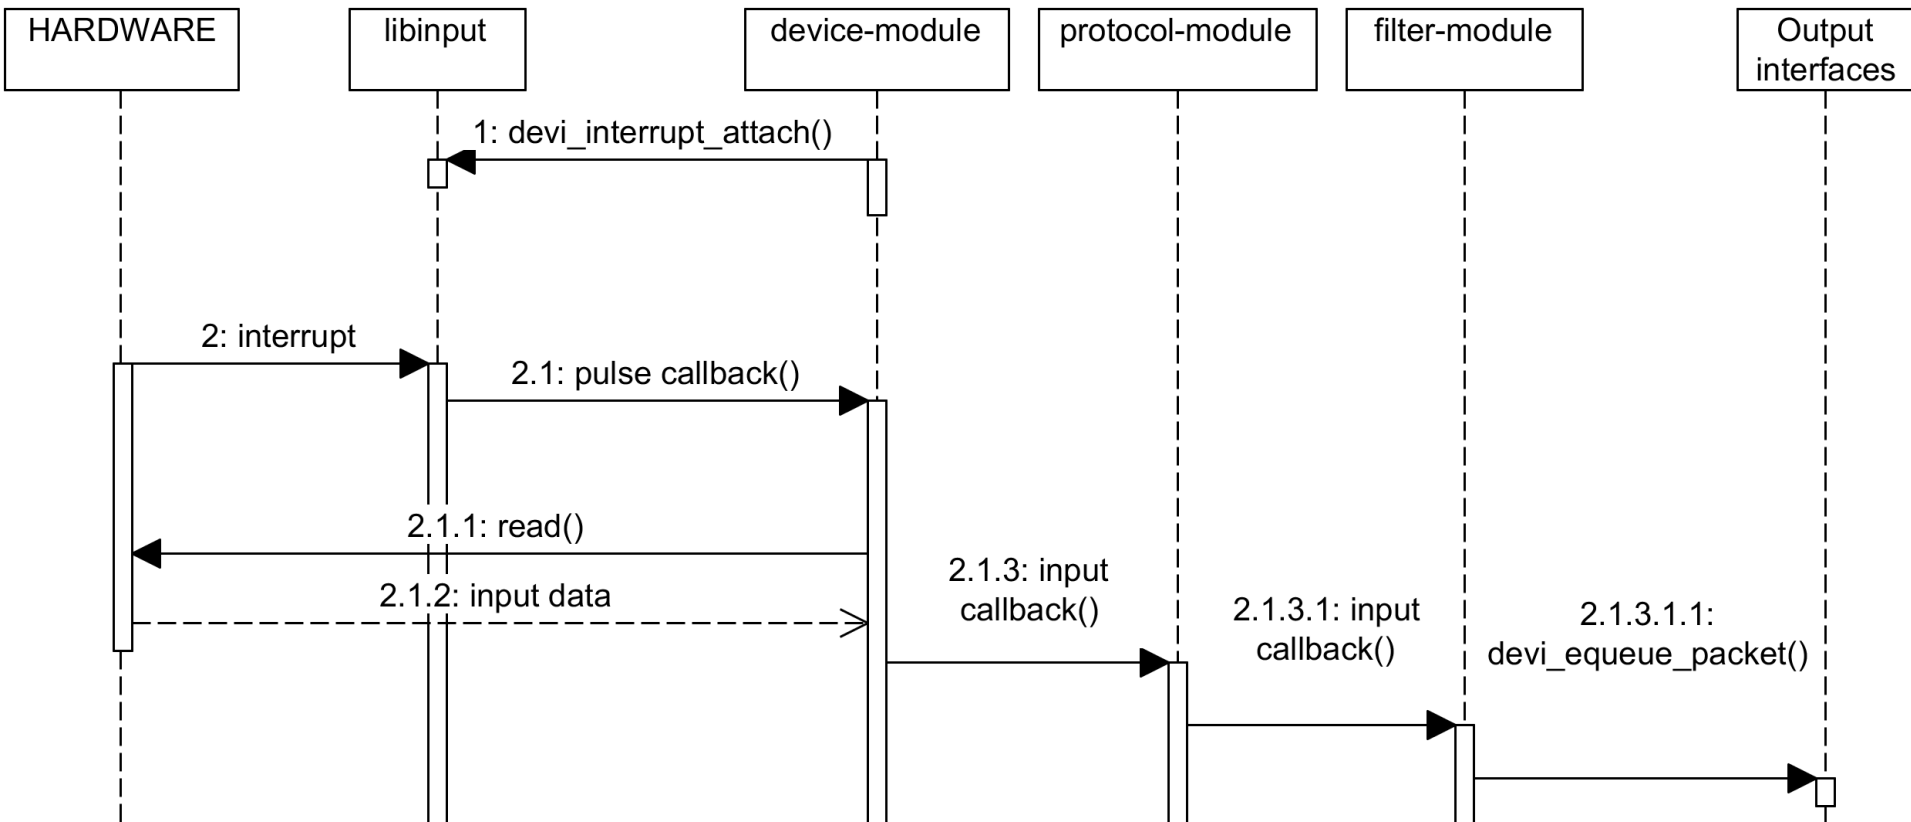 HARDWARE
libinput
device-module
protocol-module
filter-module
Output
interfaces
1: devi_interrupt_attach()
2: interrupt
2.1: pulse callback()
2.1.1: read()
2.1.2: input data
2.1.3: input
callback()
2.1.3.1: input
callback()
2.1.3.1.1:
devi_equeue_packet()